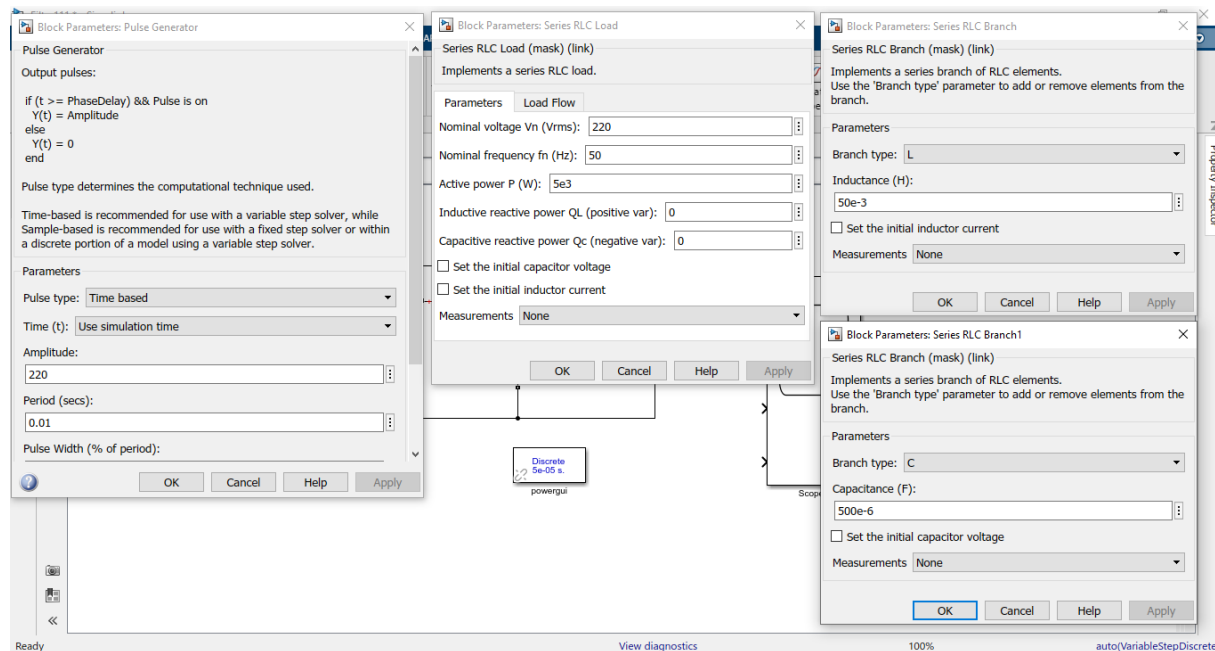 Block Parameters: Pulse Generator
Pulse Generator
Output pulses:
if (t >= PhaseDelay) && Pulse is on
Y(t) = Amplitude
else
Y(t) = 0
end
Pulse type determines the computational technique used.
Time-based is recommended for use with a variable step solver, while
Sample-based is recommended for use with a fixed step solver or within
a discrete portion of a model using a variable step solver.
Parameters
Pulse type: Time based
Time (t): Use simulation time
Amplitude:
220
Period (secs):
0.01
Pulse Width (% of period):
OK Cancel Help Apply
Block Parameters: Series RLC Load
Series RLC Load (mask) (link)
Implements a series RLC load.
Parameters Load Flow
Nominal voltage Vn (Vrms): 220
Nominal frequency fn (Hz): 50
Active power P (W): 5e3
Inductive reactive power QL (positive var): 0
Capacitive reactive power Qc (negative var): 0
Set the initial capacitor voltage
Set the initial inductor current
Measurements None
OK Cancel Help Apply
Block Parameters: Series RLC Branch
Series RLC Branch (mask) (link)
Implements a series branch of RLC elements.
Use the 'Branch type' parameter to add or remove elements from the
branch.
Parameters
Branch type: L
Inductance (H):
50e-3
Set the initial inductor current
Measurements None
OK Cancel Help Apply
Block Parameters: Series RLC Branch1
Series RLC Branch (mask) (link)
Implements a series branch of RLC elements.
Use the 'Branch type' parameter to add or remove elements from the
branch.
Parameters
Branch type: C
Capacitance (F):
500e-6
Set the initial capacitor voltage
Measurements None
OK Cancel Help Apply
Discrete
5e-05 s.
powergui
Scop
Property Inspector
Ready
View diagnostics
100%
auto(VariableStepDiscrete